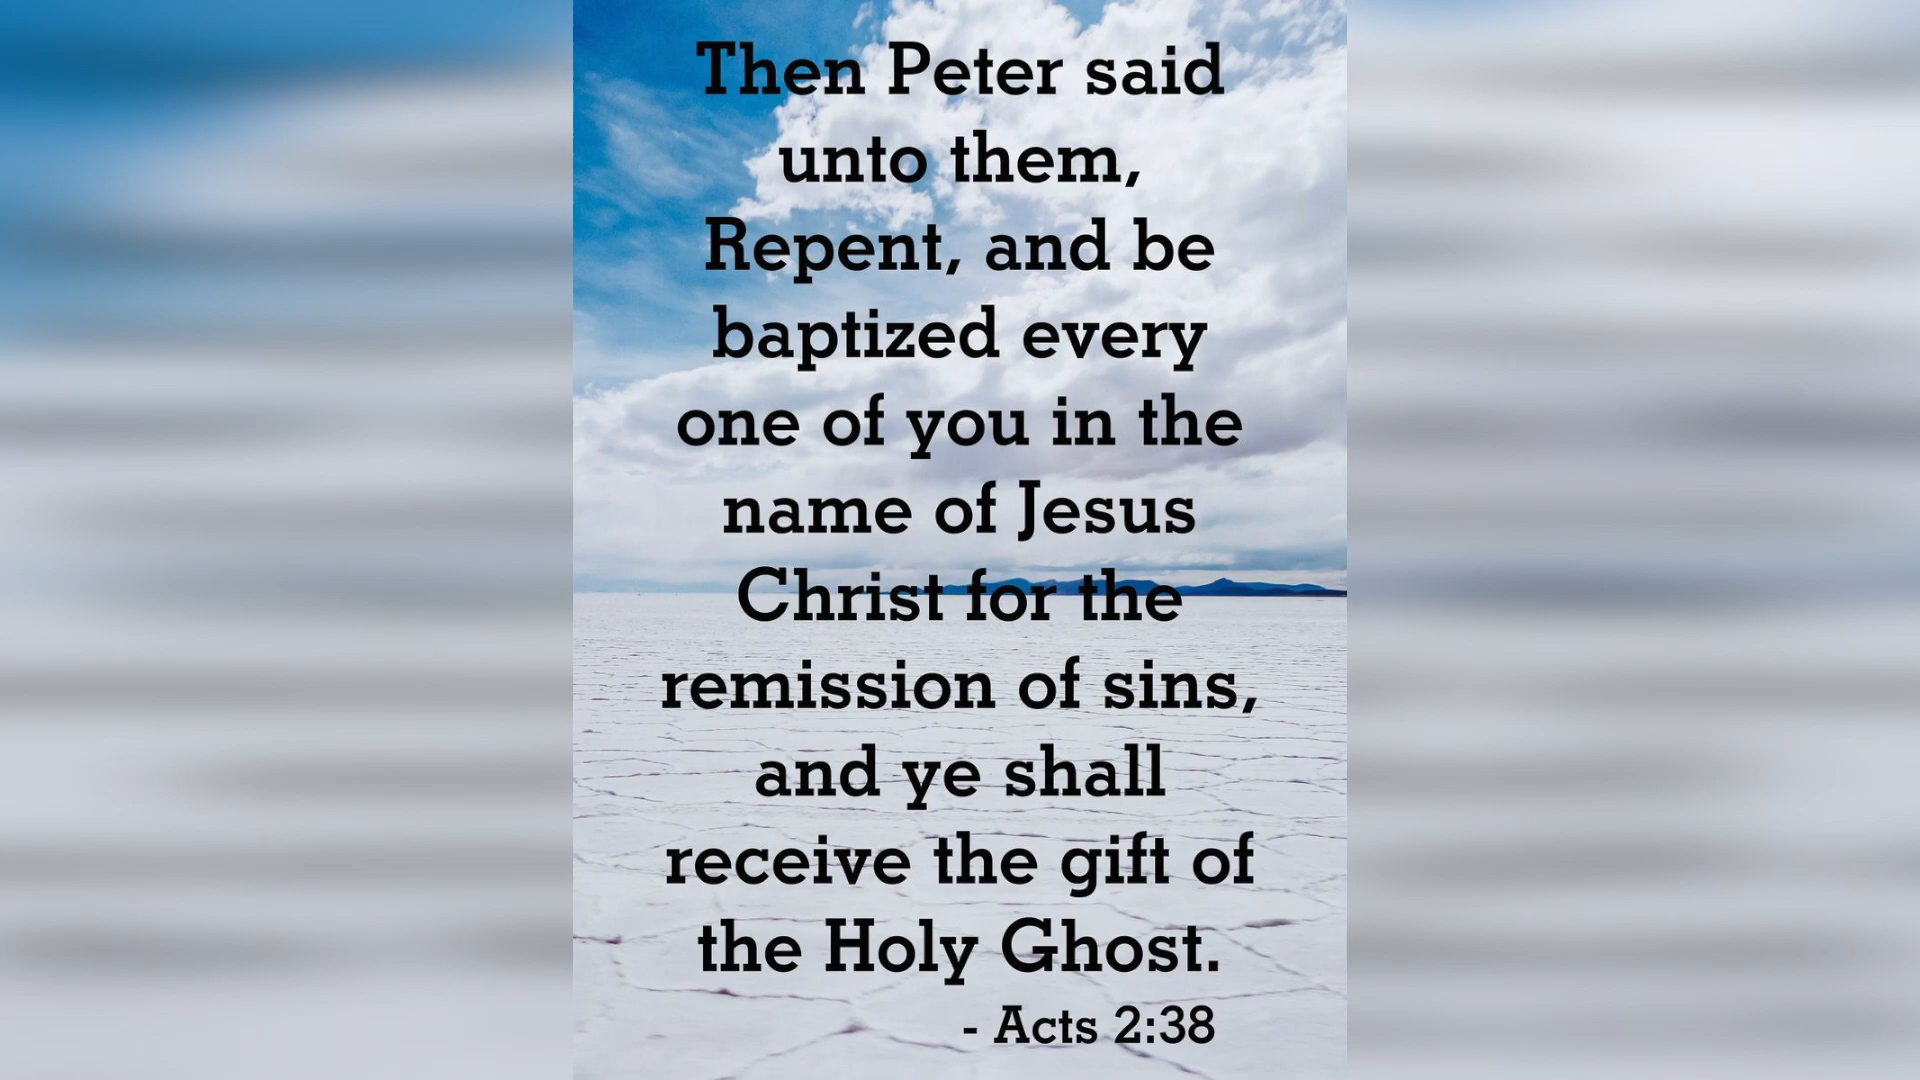 Then Peter said
unto them,
Repent, and be
baptized every
one of you in the
name of Jesus
Christ for the
remission of sins,
and ye shall
receive the gift of
the Holy Ghost.
- Acts 2:38